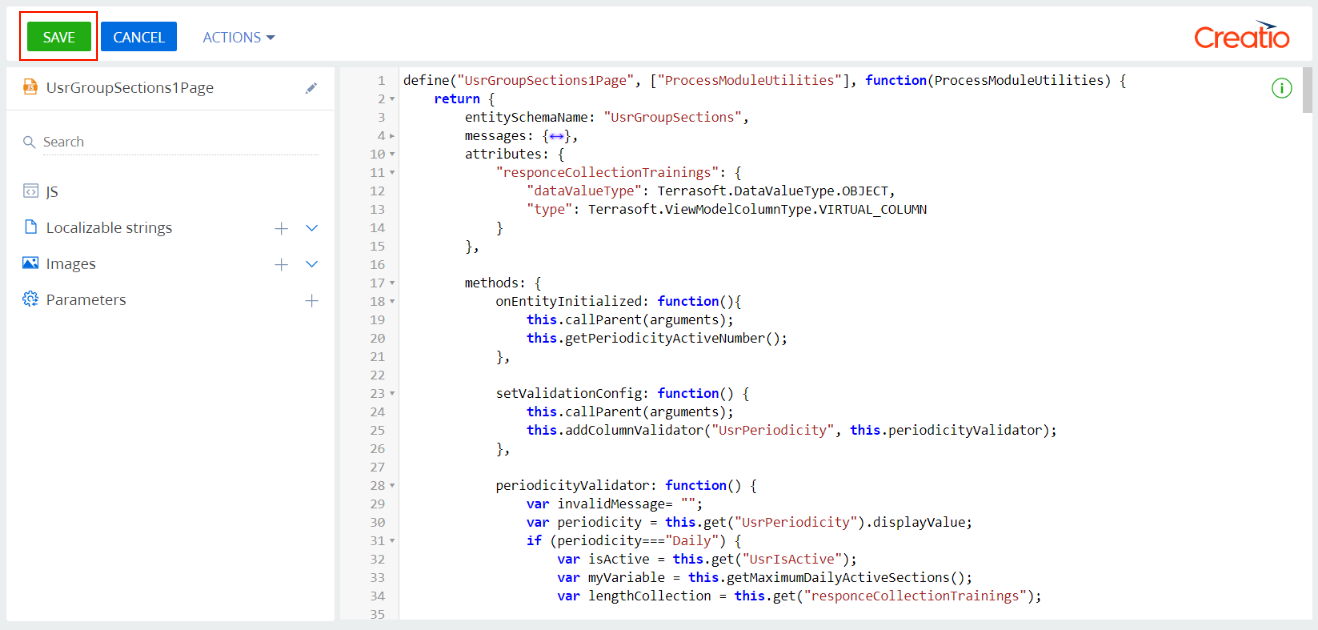 SAVE CANCEL ACTIONS Creatio
UsrGroupSections1Page
Search
JS
Localizable strings
Images
Parameters
1 define("UsrGroupSections1Page", ["ProcessModuleUtilities"], function(ProcessModuleUtilities) {
2 return {
3 entitySchemaName: "UsrGroupSections",
4 messages: {↔},
10 attributes: {
11 "responceCollectionTrainings": {
12 "dataValueType": Terrasoft.DataValueType.OBJECT,
13 "type": Terrasoft.ViewModelColumnType.VIRTUAL_COLUMN
14 }
15 },
16
17 methods: {
18 onEntityInitialized: function(){
19 this.callParent(arguments);
20 this.getPeriodicityActiveNumber();
21 },
22
23 setValidationConfig: function() {
24 this.callParent(arguments);
25 this.addColumnValidator("UsrPeriodicity", this.periodicityValidator);
26 },
27
28 periodicityValidator: function() {
29 var invalidMessage= "";
30 var periodicity = this.get("UsrPeriodicity").displayValue;
31 if (periodicity==="Daily") {
32 var isActive = this.get("UsrIsActive");
33 var myVariable = this.getMaximumDailyActiveSections();
34 var lengthCollection = this.get("responceCollectionTrainings");
35